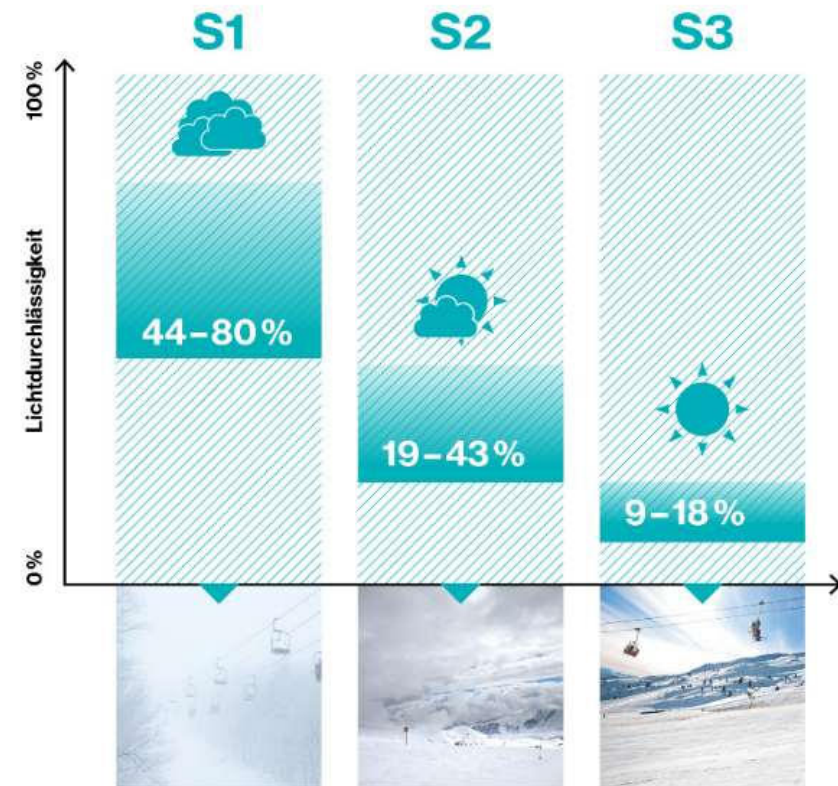 S1
S2
S3
100 %
Lichtdurchlässigkeit
0 %
44–80 %
19–43 %
9–18 %